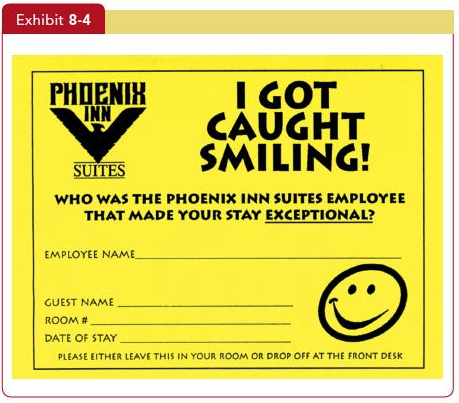 Exhibit 8-4
PHOENIX
INN
SUITES
I GOT
CAUGHT
SMILING!
WHO WAS THE PHOENIX INN SUITES EMPLOYEE
THAT MADE YOUR STAY EXCEPTIONAL?
EMPLOYEE NAME
GUEST NAME
ROOM #
DATE OF STAY
PLEASE EITHER LEAVE THIS IN YOUR ROOM OR DROP OFF AT THE FRONT DESK